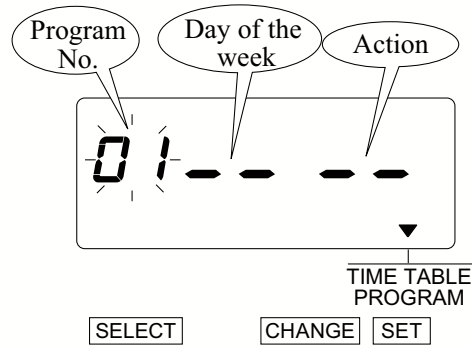 Program
No.
Day of the
week
Action
01 -- --
TIME TABLE
PROGRAM
SELECT CHANGE SET